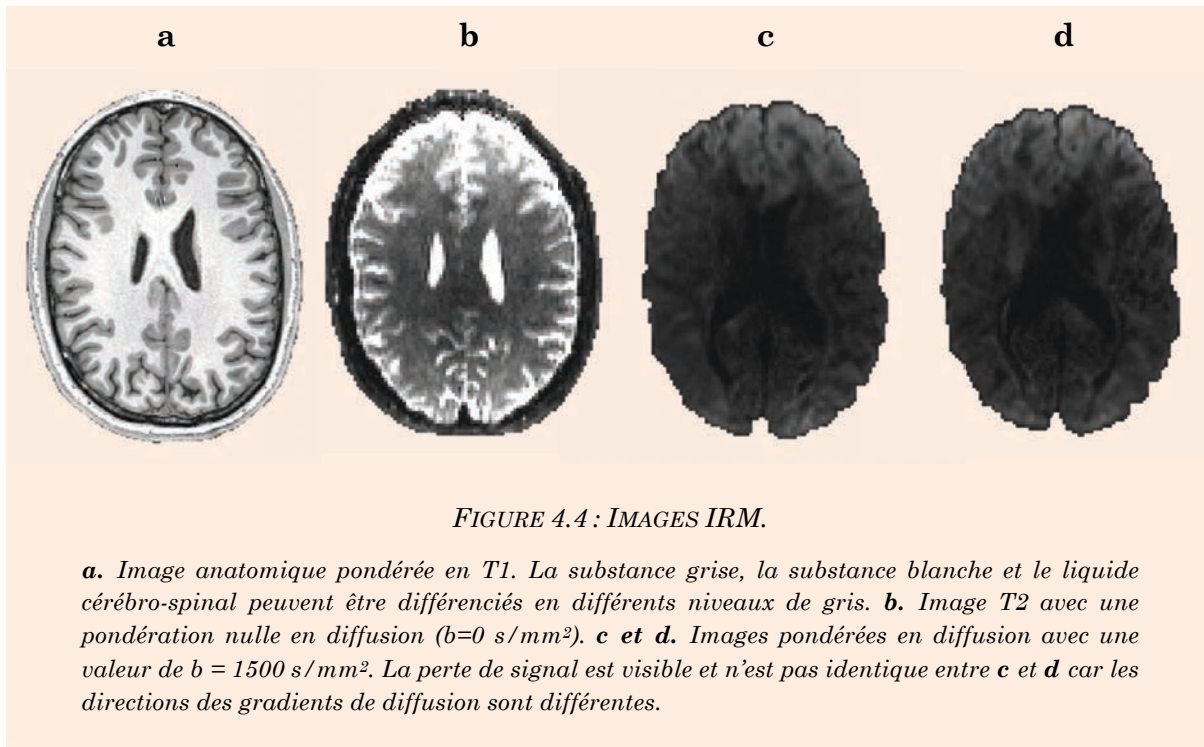 a b c d
FIGURE 4.4 : IMAGES IRM.
a. Image anatomique pondérée en T1. La substance grise, la substance blanche et le liquide
cérébro-spinal peuvent être différenciés en différents niveaux de gris. b. Image T2 avec une
pondération nulle en diffusion (b=0 s/mm²). c et d. Images pondérées en diffusion avec une
valeur de b = 1500 s/mm². La perte de signal est visible et n’est pas identique entre c et d car les
directions des gradients de diffusion sont différentes.